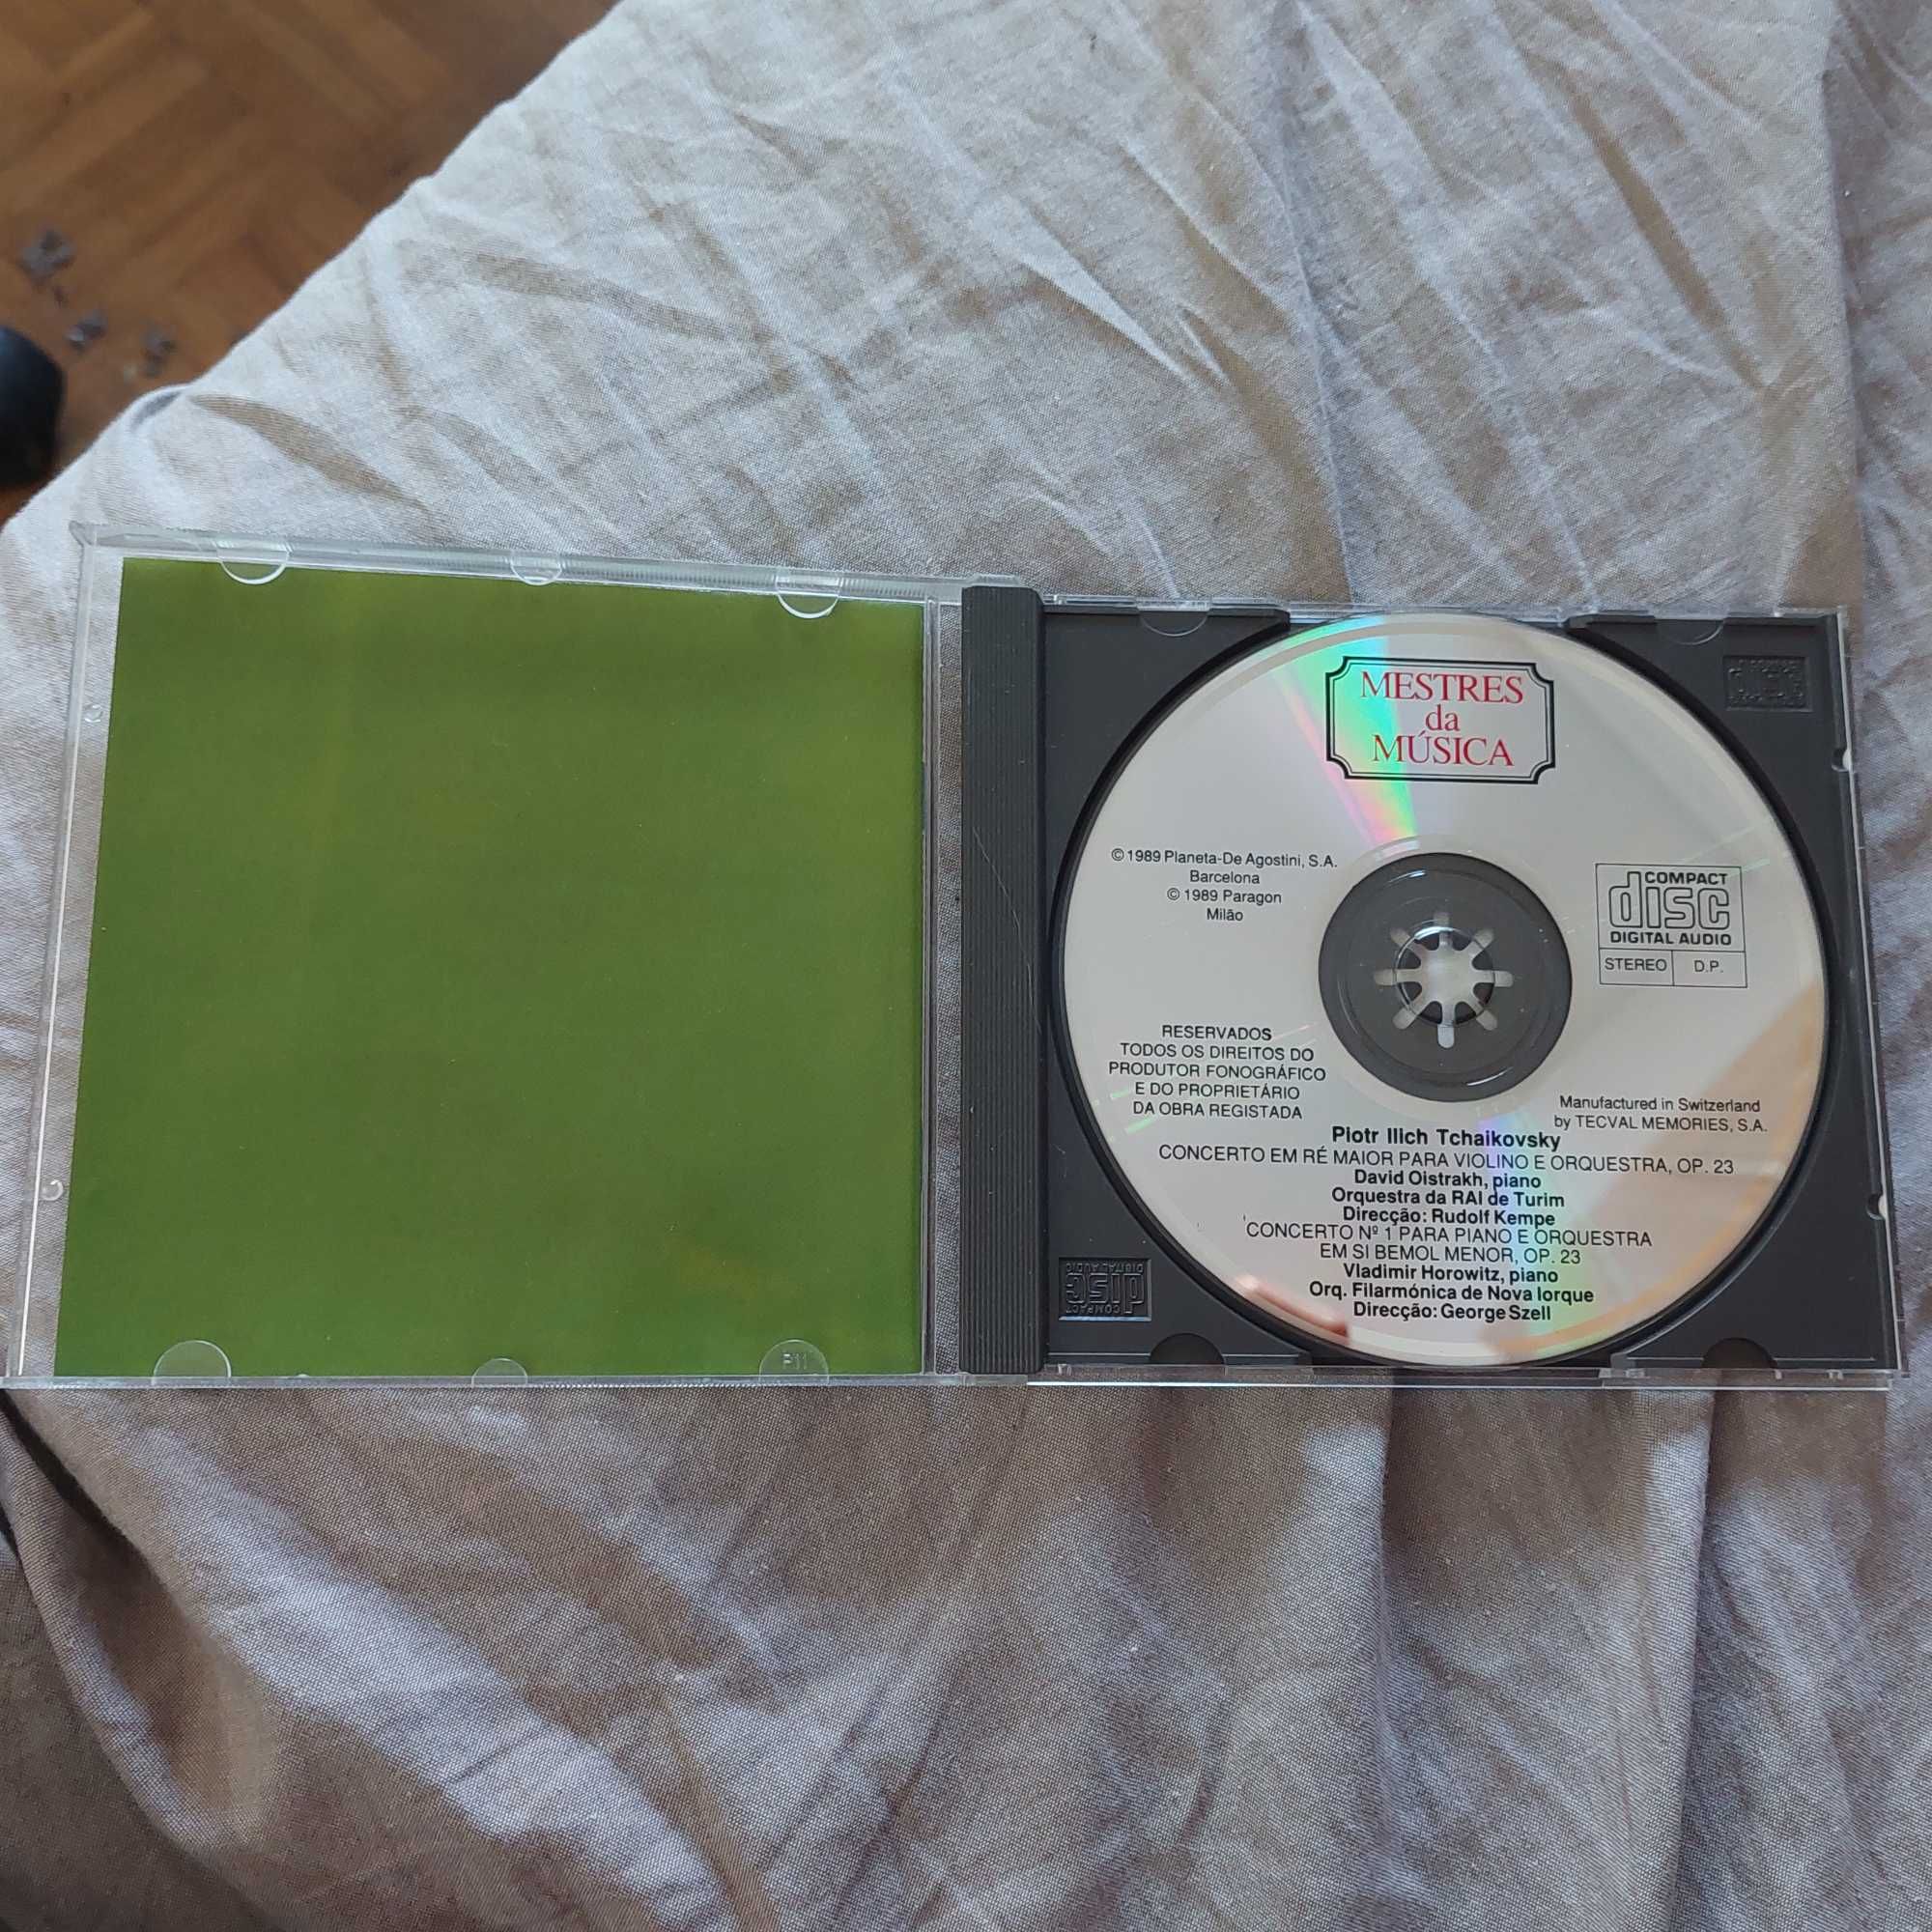 MESTRES
da
MÚSICA
© 1989 Planeta-De Agostini, S.A.
Barcelona
© 1989 Paragon
Milão
COMPACT
disc
DIGITAL AUDIO
STEREO D.P.
RESERVADOS
TODOS OS DIREITOS DO
PRODUTOR FONOGRÁFICO
E DO PROPRIETÁRIO
DA OBRA REGISTADA
Manufactured in Switzerland
by TECVAL MEMORIES, S.A.
Piotr Ilich Tchaikovsky
CONCERTO EM RÉ MAIOR PARA VIOLINO E ORQUESTRA, OP. 23
David Oistrakh, piano
Orquestra da RAI de Turim
Direcção: Rudolf Kempe
CONCERTO Nº 1 PARA PIANO E ORQUESTRA
EM SI BEMOL MENOR, OP. 23
Vladimir Horowitz, piano
Orq. Filarmónica de Nova Iorque
Direcção: George Szell
COMPACT
disc
DIGITAL AUDIO